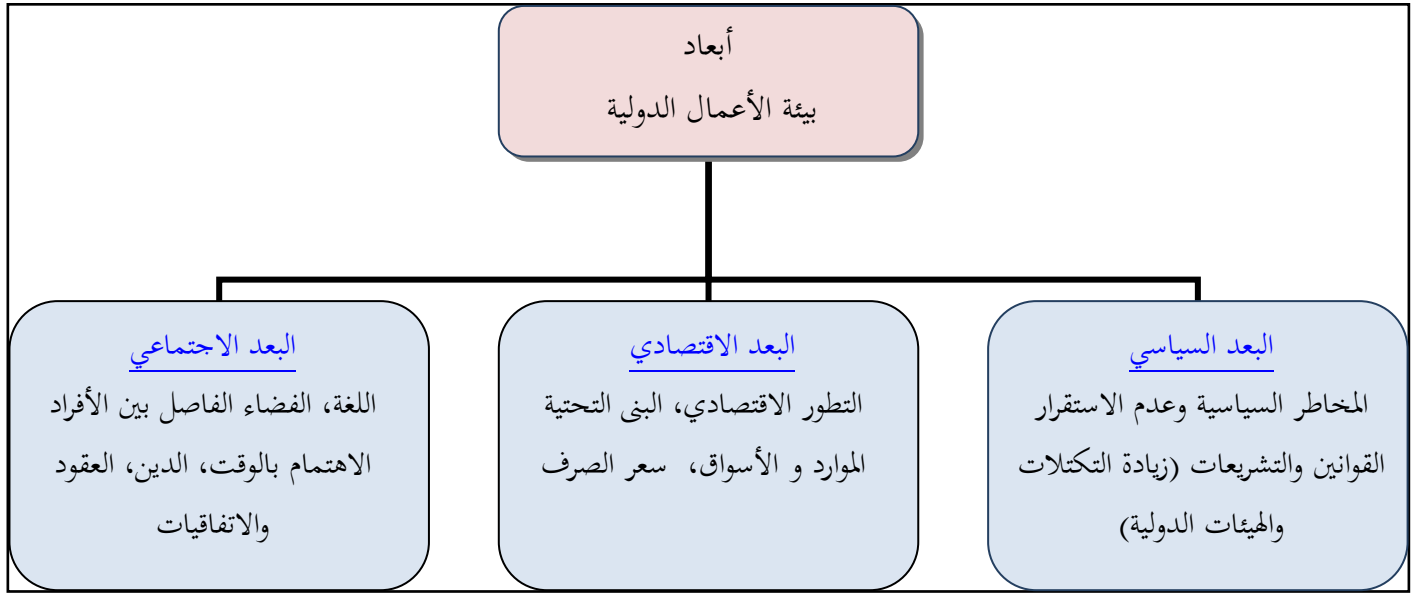 أبعاد
بيئة الأعمال الدولية
البعد السياسي
المخاطر السياسية وعدم الاستقرار
القوانين والتشريعات (زيادة التكتلات
والهيئات الدولية)
البعد الاقتصادي
التطور الاقتصادي، البنى التحتية
الموارد و الأسواق، سعر الصرف
البعد الاجتماعي
اللغة، الفضاء الفاصل بين الأفراد
الاهتمام بالوقت، الدين، العقود
والاتفاقيات